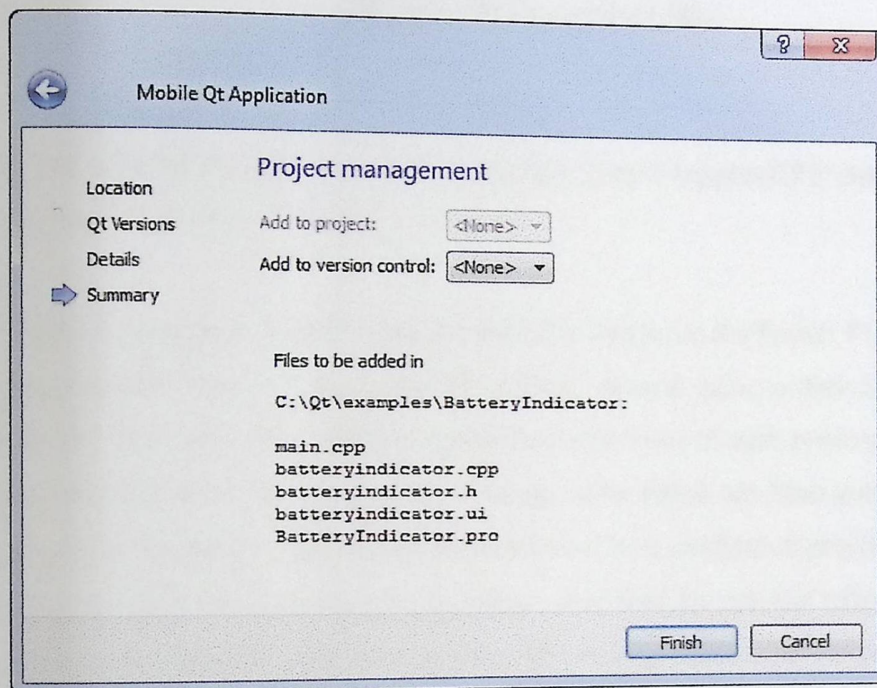 Mobile Qt Application
Project management
Location
Qt Versions
Details
Summary
Add to project: <None>
Add to version control: <None>
Files to be added in
C:\Qt\examples\BatteryIndicator:
main.cpp
batteryindicator.cpp
batteryindicator.h
batteryindicator.ui
BatteryIndicator.pro
Finish Cancel